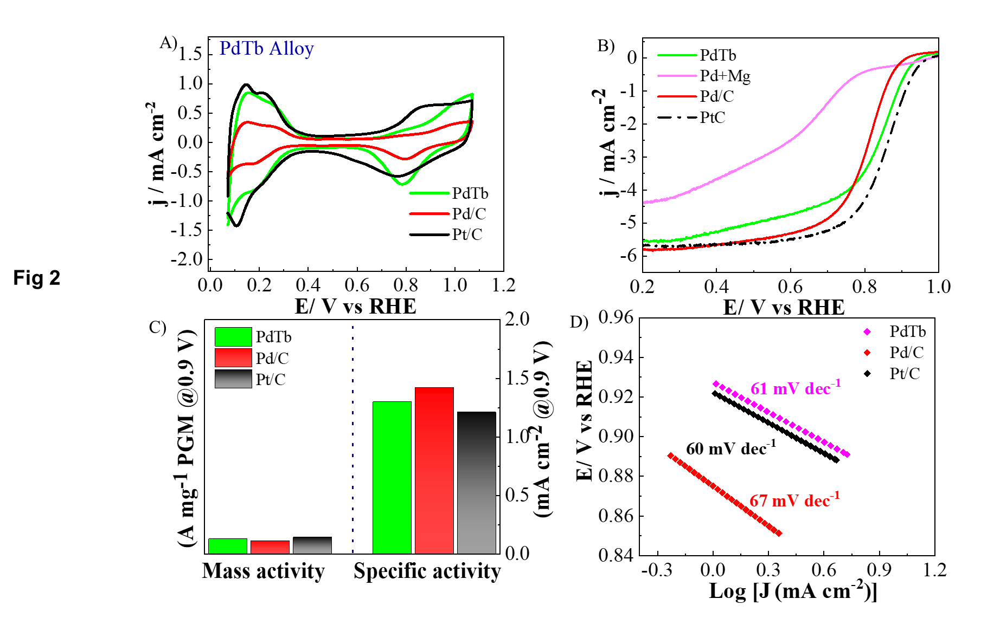 Fig 2
A)
PdTb Alloy
1.5
1.0
0.5
0.0
-0.5
-1.0
-1.5
-2.0
j / mA cm-2
PdTb
Pd/C
Pt/C
0.0 0.2 0.4 0.6 0.8 1.0 1.2
E/ V vs RHE
B)
PdTb
Pd+Mg
Pd/C
PtC
0
-1
-2
-3
-4
-5
-6
j / mA cm-2
0.2 0.4 0.6 0.8 1.0
E/ V vs RHE
C)
PdTb
Pd/C
Pt/C
(A mg-1 PGM @0.9 V)
2.0
1.5
1.0
0.5
0.0
(mA cm-2 @0.9 V)
Mass activity Specific activity
D)
0.96
0.94
0.92
0.90
0.88
0.86
0.84
E/ V vs RHE
PdTb
Pd/C
Pt/C
61 mV dec-1
60 mV dec-1
67 mV dec-1
-0.3 0.0 0.3 0.6 0.9 1.2
Log [J (mA cm-2)]